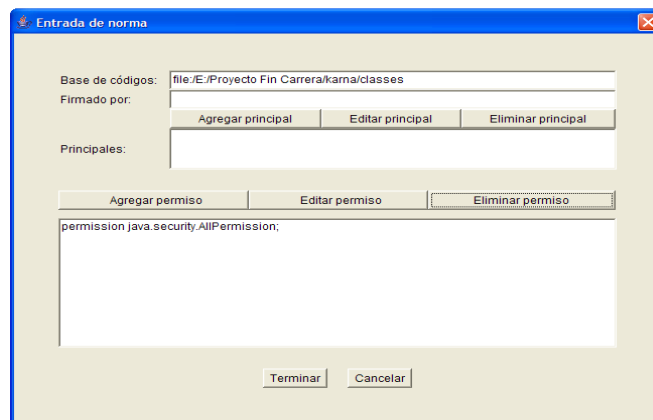 Entrada de norma
Base de códigos: file:/E:/Proyecto Fin Carrera/karna/classes
Firmado por:
Agregar principal Editar principal Eliminar principal
Principales:
Agregar permiso Editar permiso Eliminar permiso
permission java.security.AllPermission;
Terminar Cancelar